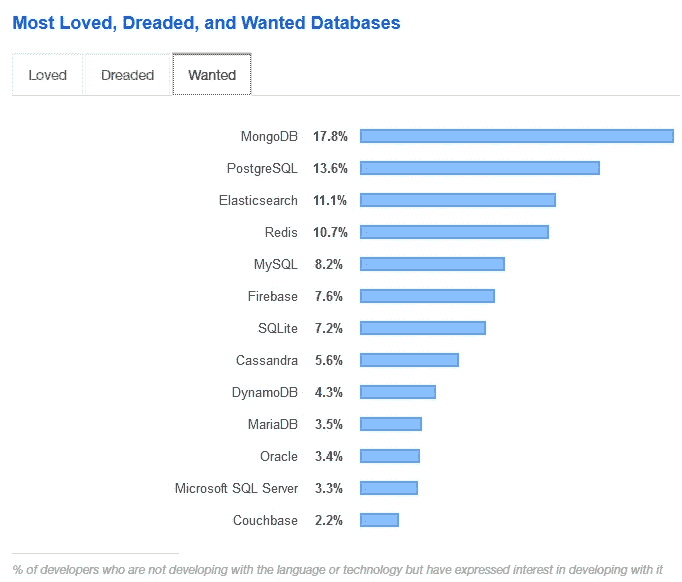 Most Loved, Dreaded, and Wanted Databases
Loved Dreaded Wanted
MongoDB 17.8%
PostgreSQL 13.6%
Elasticsearch 11.1%
Redis 10.7%
MySQL 8.2%
Firebase 7.6%
SQLite 7.2%
Cassandra 5.6%
DynamoDB 4.3%
MariaDB 3.5%
Oracle 3.4%
Microsoft SQL Server 3.3%
Couchbase 2.2%
% of developers who are not developing with the language or technology but have expressed interest in developing with it